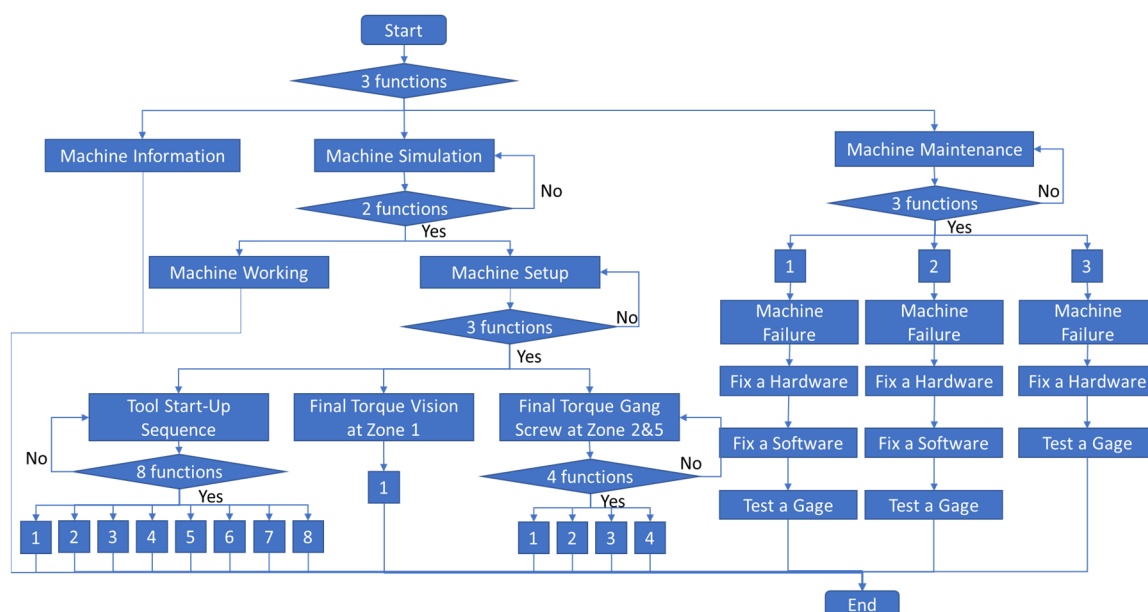 Start
3 functions
Machine Information
Machine Simulation
Machine Maintenance
No
No
2 functions
3 functions
Yes
Yes
Machine Working
Machine Setup
1
2
3
No
3 functions
Machine
Failure
Machine
Failure
Machine
Failure
Yes
Fix a Hardware
Fix a Hardware
Fix a Hardware
Tool Start-Up
Sequence
Final Torque Vision
at Zone 1
Final Torque Gang
Screw at Zone 2&5
Fix a Software
Fix a Software
Test a Gage
No
8 functions
No
4 functions
1
Yes
Yes
Test a Gage
Test a Gage
1
2
3
4
5
6
7
8
1
2
3
4
End